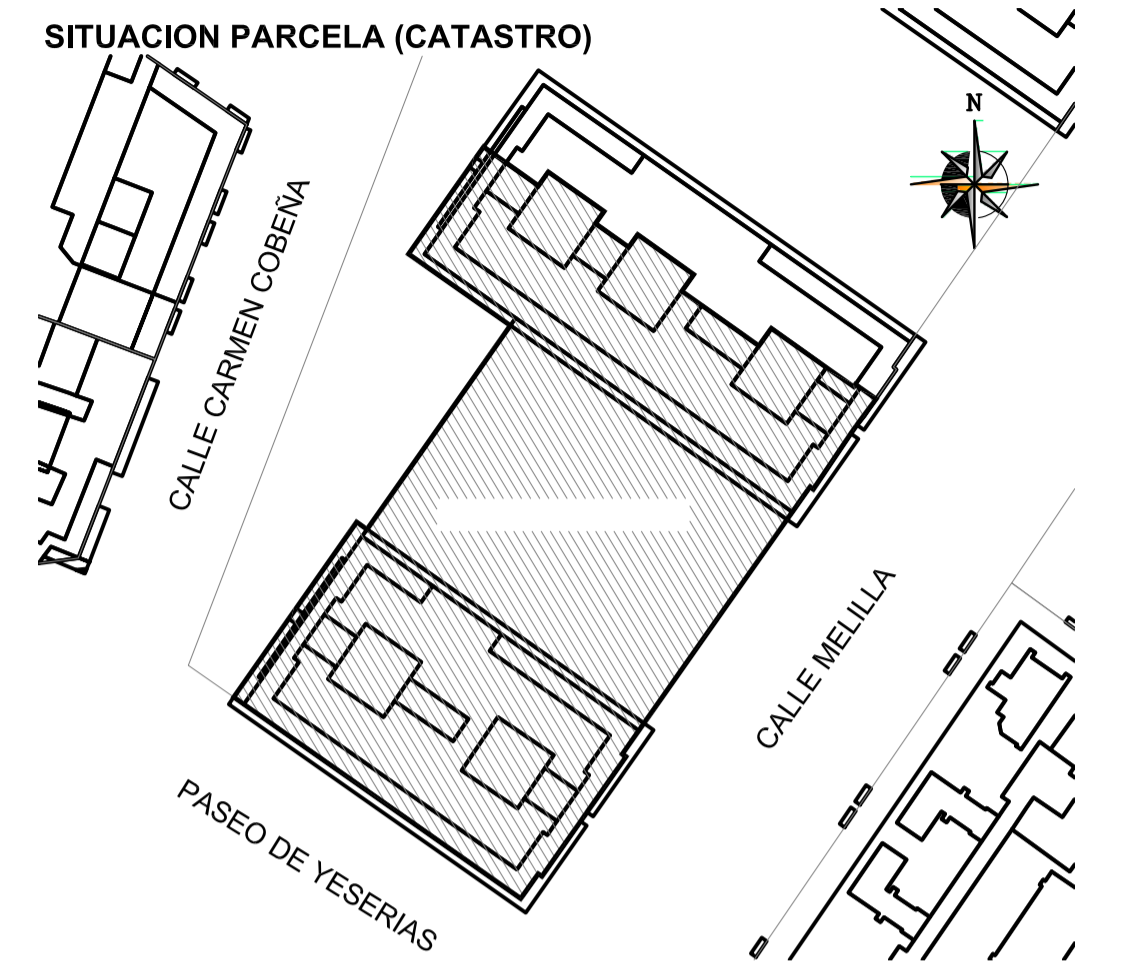 SITUACION PARCELA (CATASTRO)
N
CALLE CARMEN COBEÑA
CALLE MELILLA
PASEO DE YESERIAS